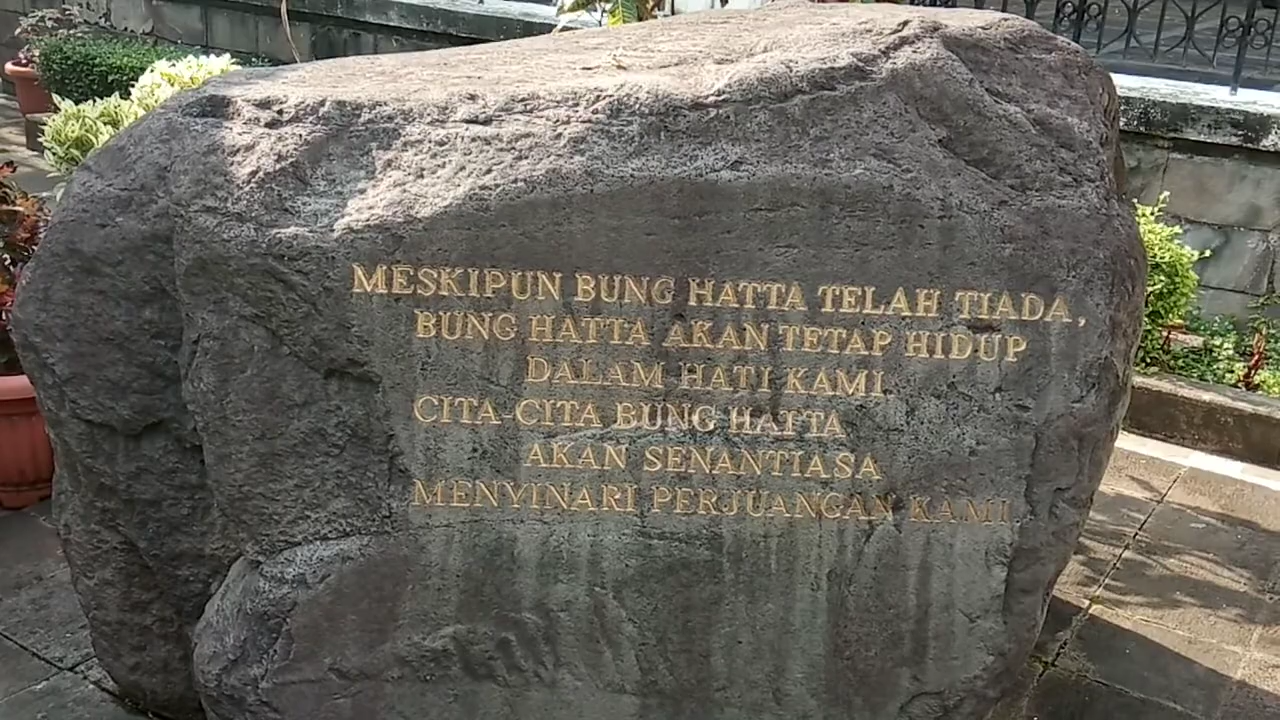 MESKIPUN BUNG HATTA TELAH TIADA,
BUNG HATTA AKAN TETAP HIDUP
DALAM HATI KAMI.
CITA-CITA BUNG HATTA
AKAN SENANTIASA
MENYINARI PERJUANGAN KAMI